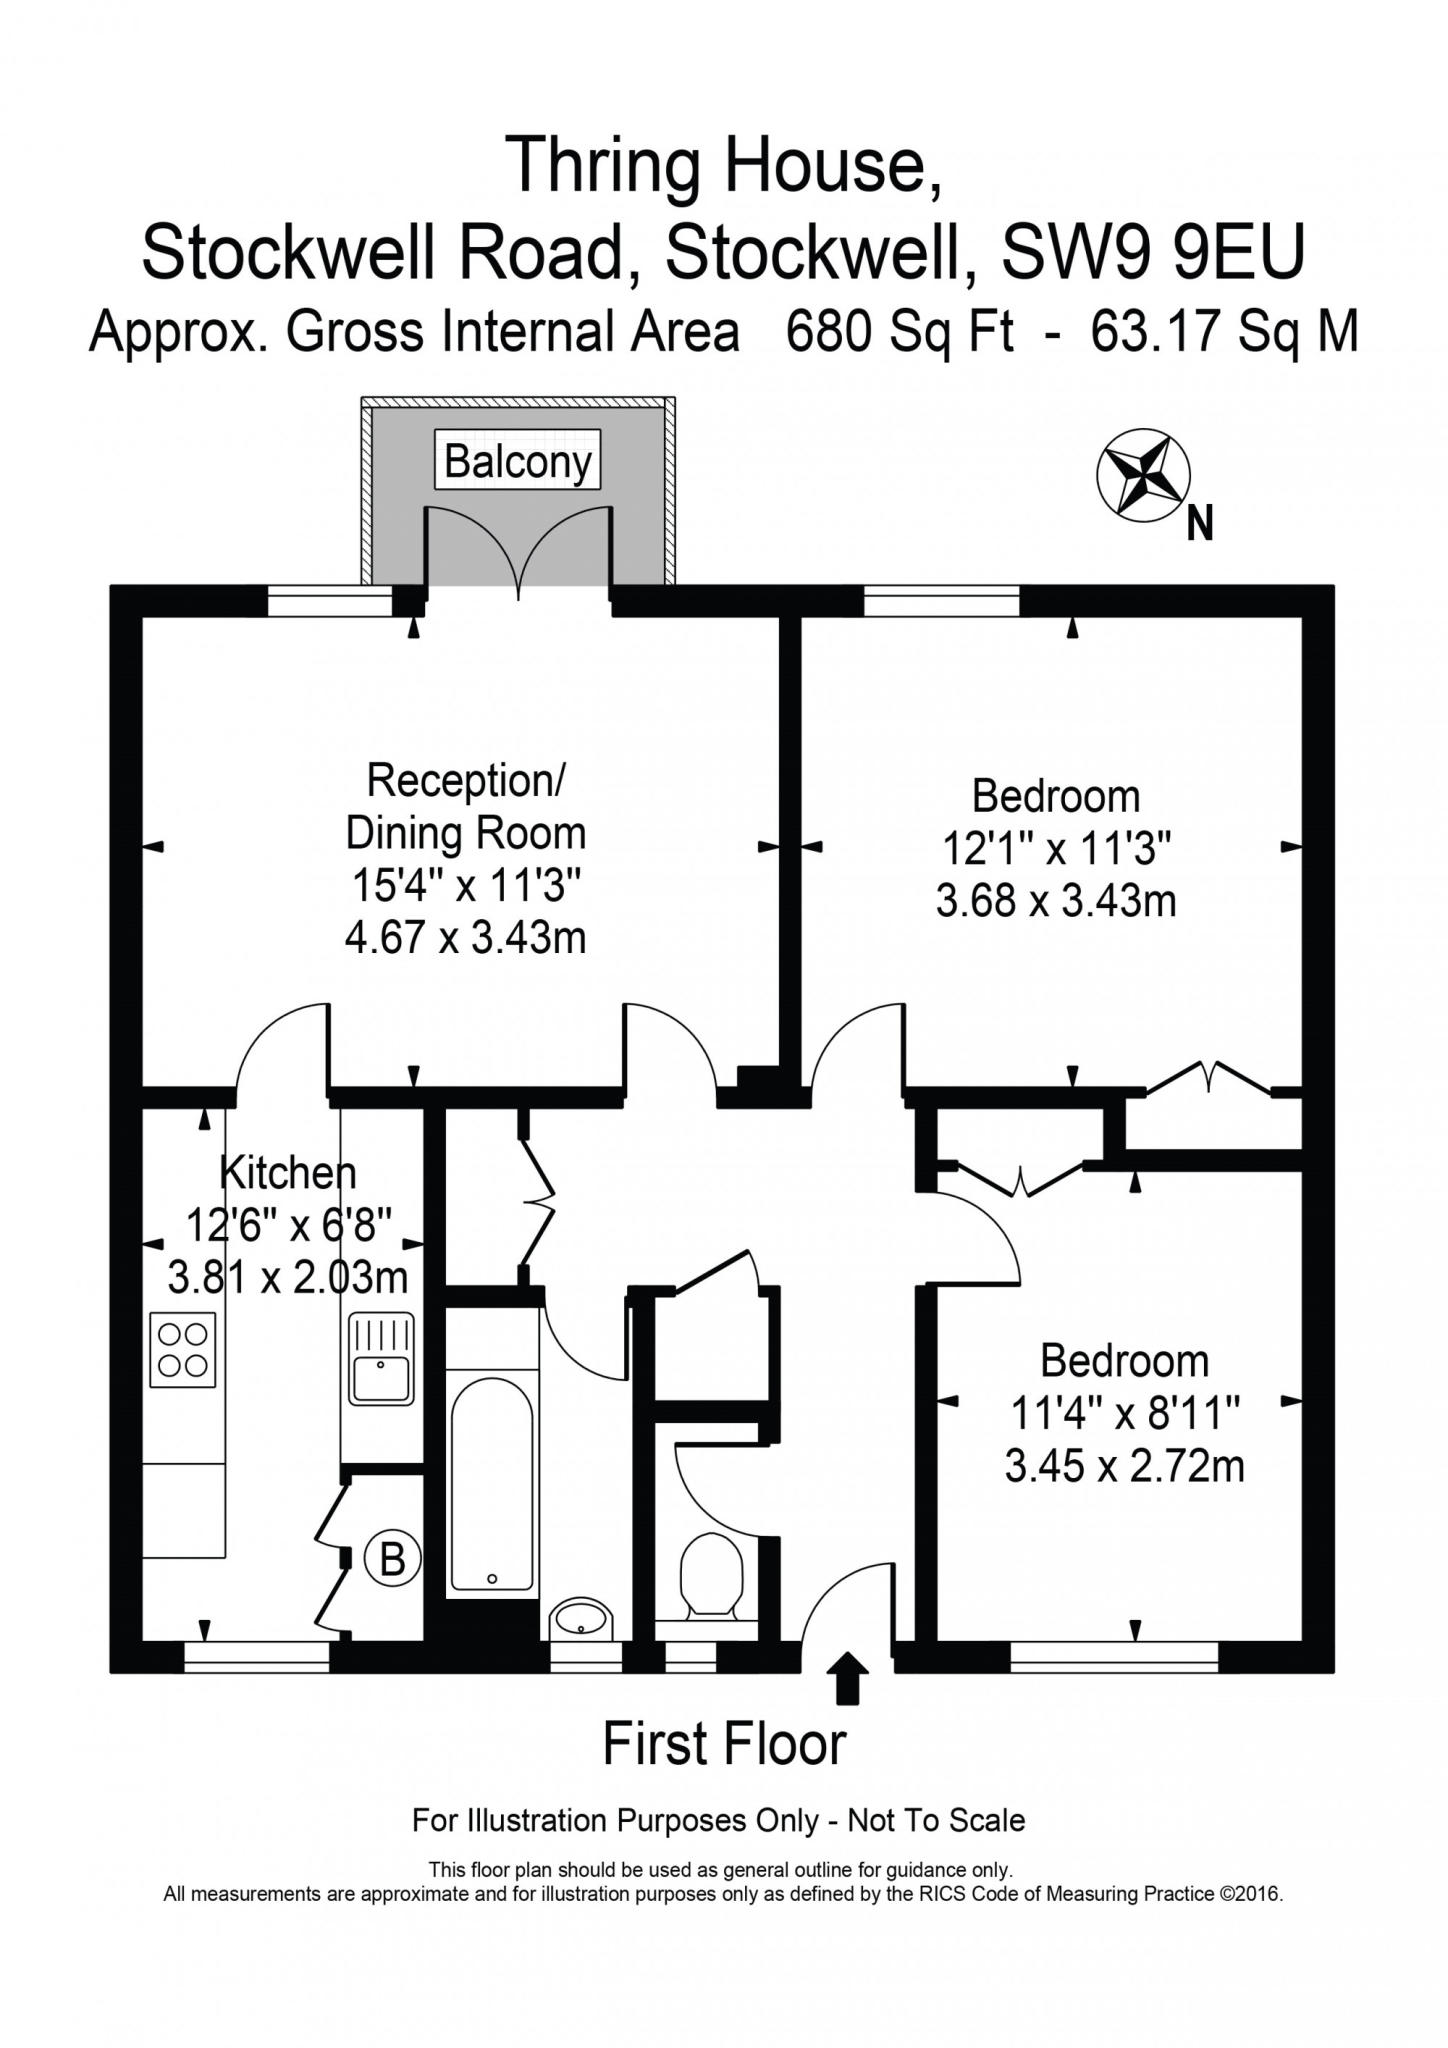 Thring House,
Stockwell Road, Stockwell, SW9 9EU
Approx. Gross Internal Area 680 Sq Ft - 63.17 Sq M
Balcony
N
Reception/
Dining Room
15'4" x 11'3"
4.67 x 3.43m
Bedroom
12'1" x 11'3"
3.68 x 3.43m
Kitchen
12'6" x 6'8"
3.81 x 2.03m
Bedroom
11'4" x 8'11"
3.45 x 2.72m
B
First Floor
For Illustration Purposes Only - Not To Scale
This floor plan should be used as general outline for guidance only.
All measurements are approximate and for illustration purposes only as defined by the RICS Code of Measuring Practice ©2016.